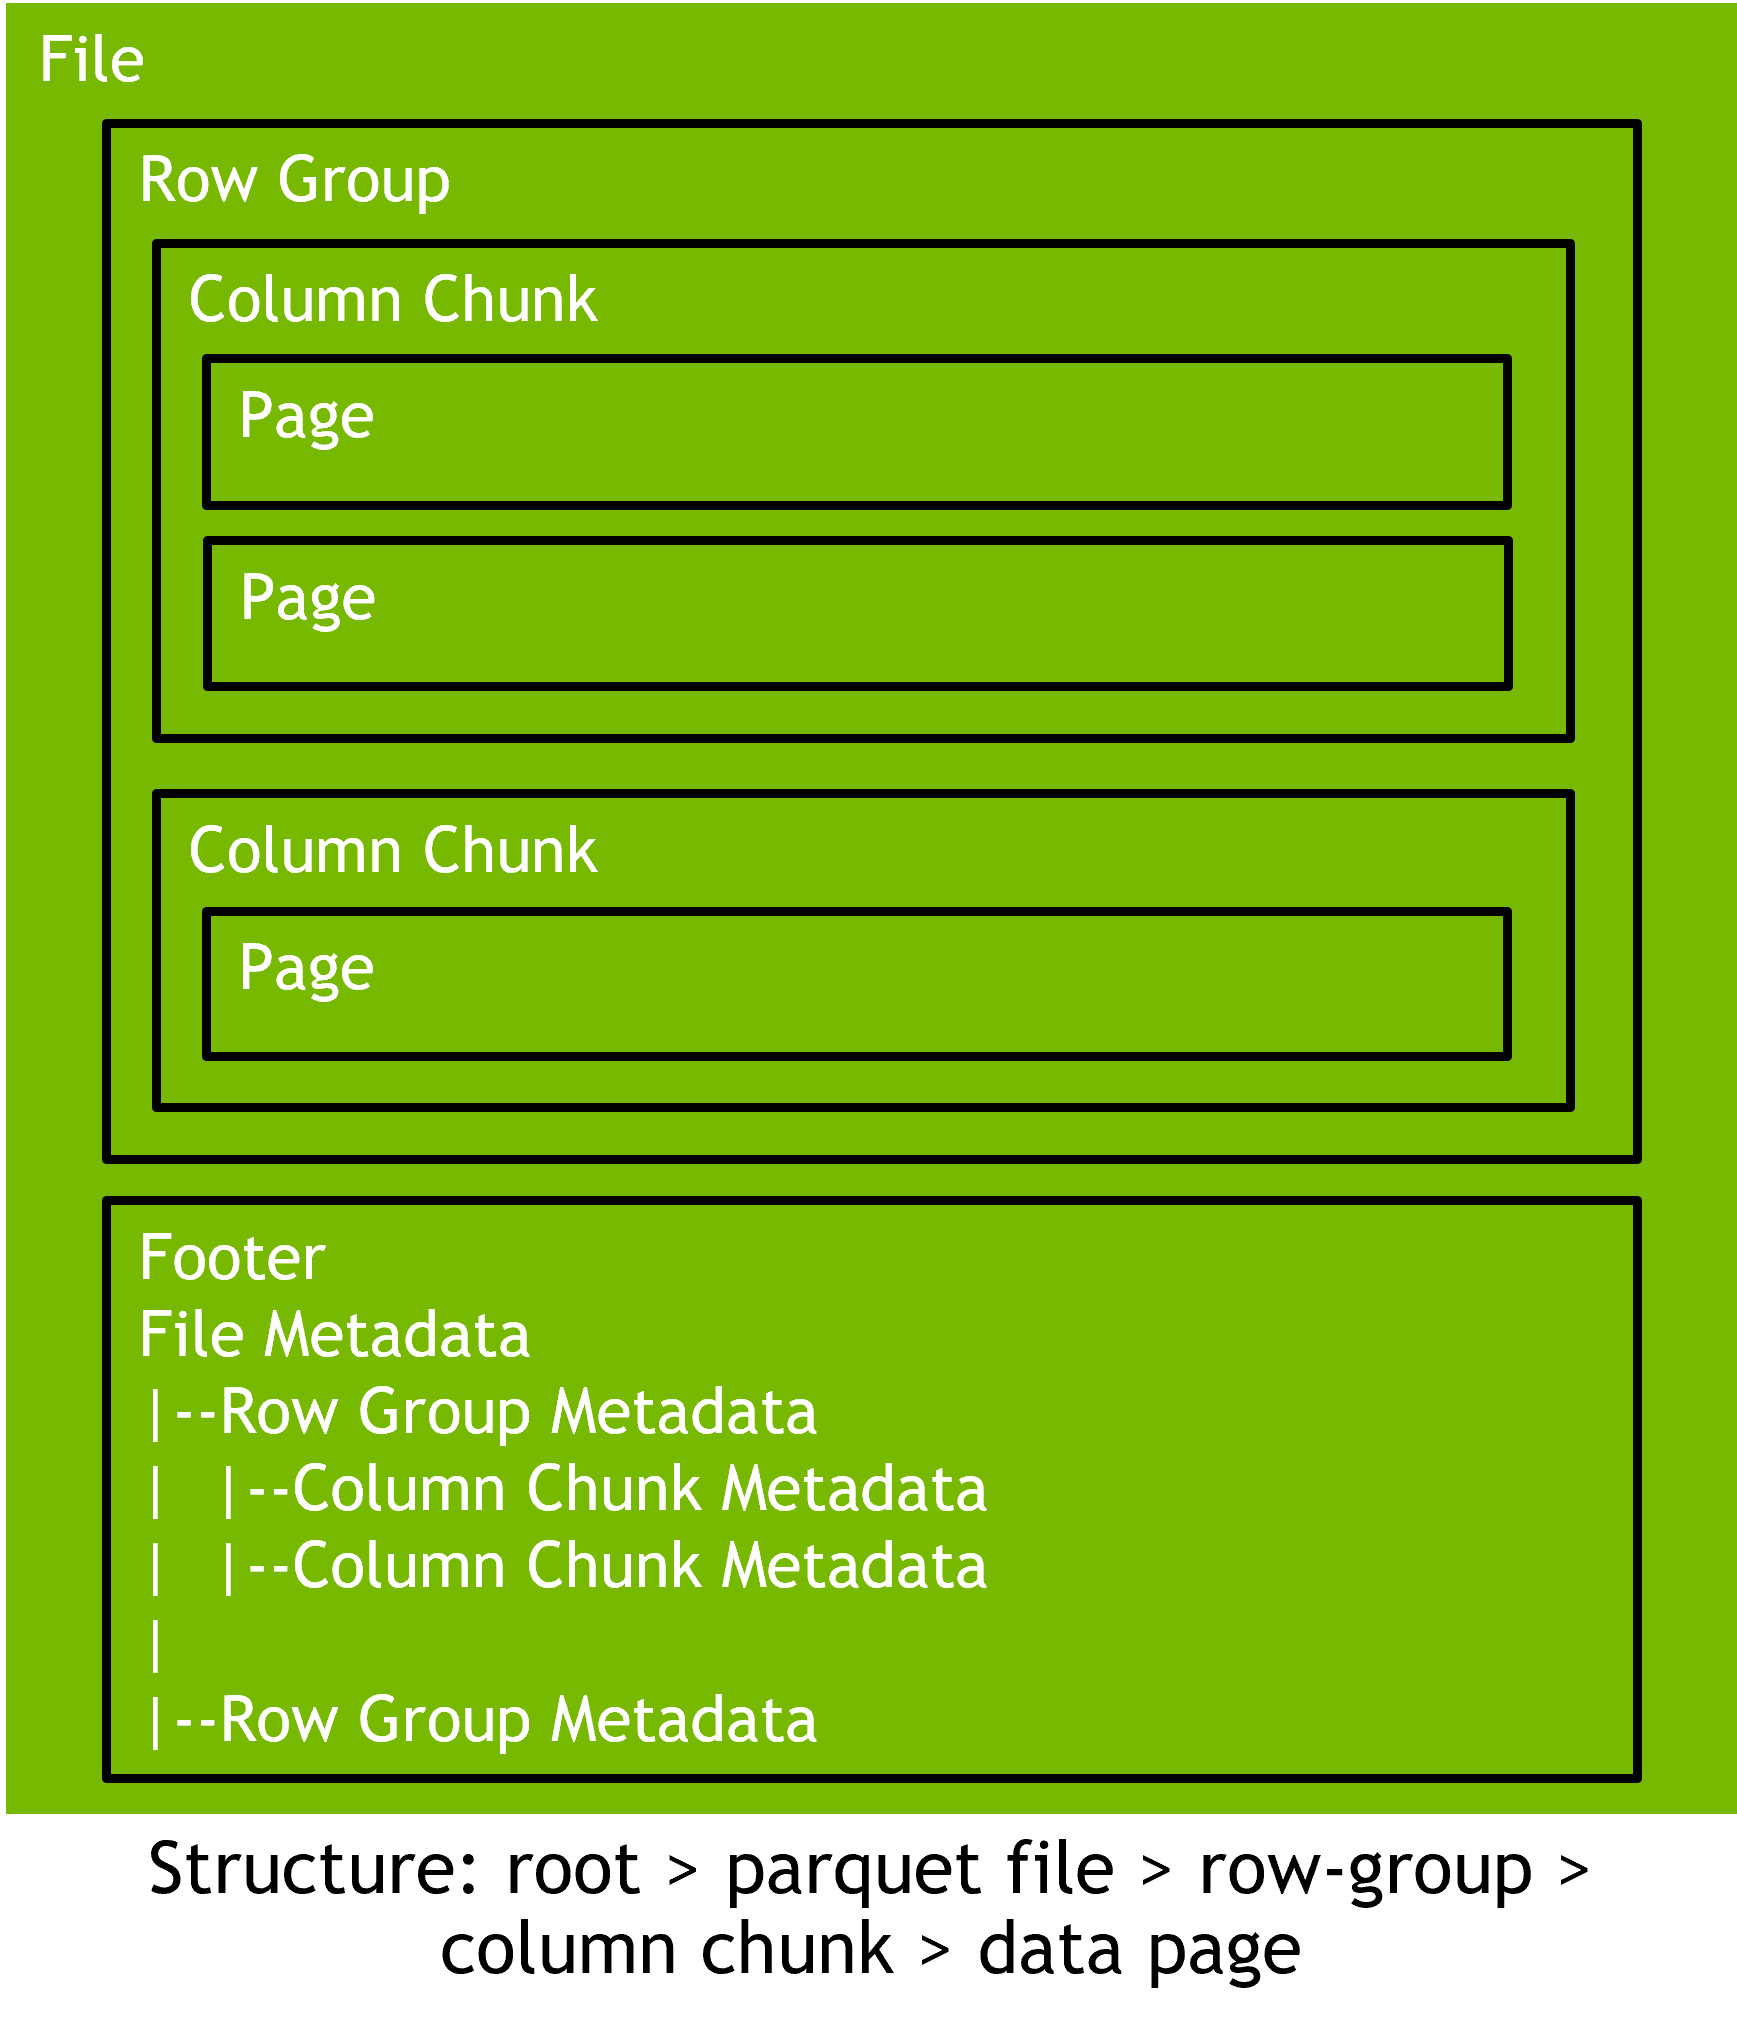 File
Row Group
Column Chunk
Page
Page
Column Chunk
Page
Footer
File Metadata
|--Row Group Metadata
|   |--Column Chunk Metadata
|   |--Column Chunk Metadata
|
|--Row Group Metadata
Structure: root > parquet file > row-group >
column chunk > data page